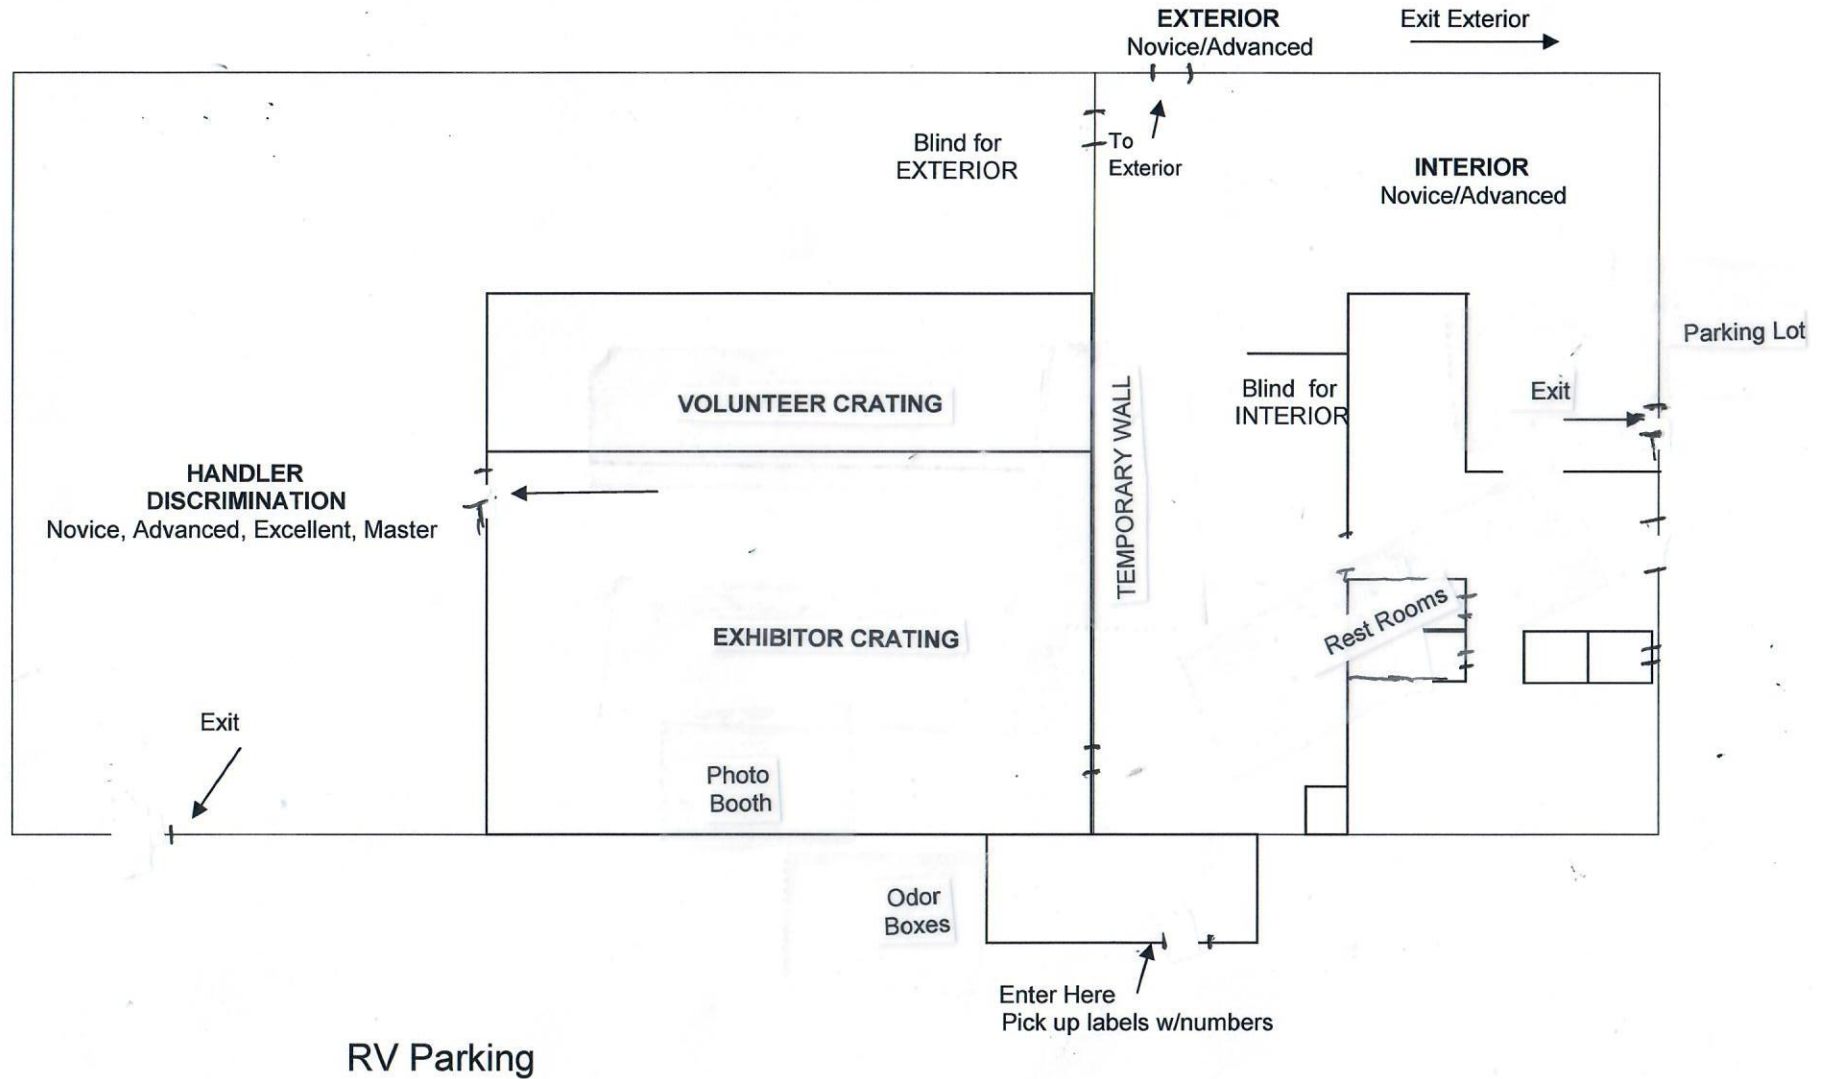 EXTERIOR
Novice/Advanced
Exit Exterior
Blind for
EXTERIOR
To
Exterior
INTERIOR
Novice/Advanced
Parking Lot
VOLUNTEER CRATING
TEMPORARY WALL
Blind for
INTERIOR
Exit
HANDLER
DISCRIMINATION
Novice, Advanced, Excellent, Master
EXHIBITOR CRATING
Rest Rooms
Exit
Photo
Booth
Odor
Boxes
Enter Here
Pick up labels w/numbers
RV Parking